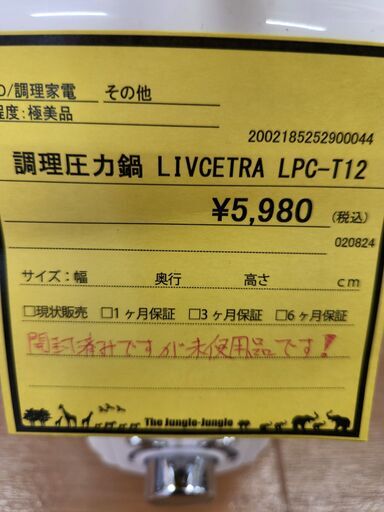 O/調理家電 その他
程度: 極美品
2002185252900044
調理圧力鍋 LIVCETRA LPC-T12
¥5,980 (税込)
020824
サイズ:幅 奥行 高さ cm
□現状販売 □1ヶ月保証 □3ヶ月保証 □6ヶ月保証
開封済みですが未使用品です!
The Jungle-Jungle